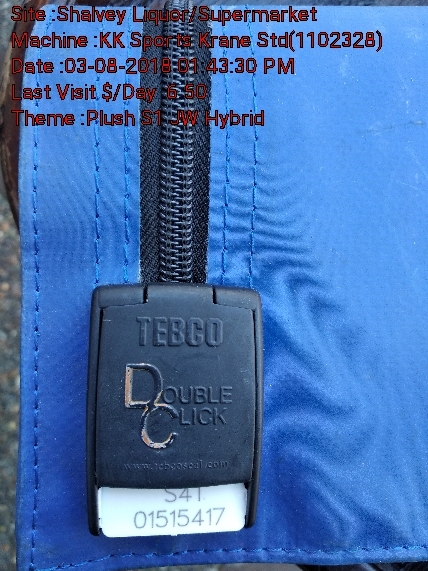 Site :Shalvey Liquor/Supermarket
Machine :KK Sports Krane Std(1102328)
Date :03-08-2018 01:43:30 PM
Last Visit $/Day :6.50
Theme :Plush S1 JW Hybrid
TEBCO
DOUBLE
CLICK
www.tebcoseal.com
S41
01515417